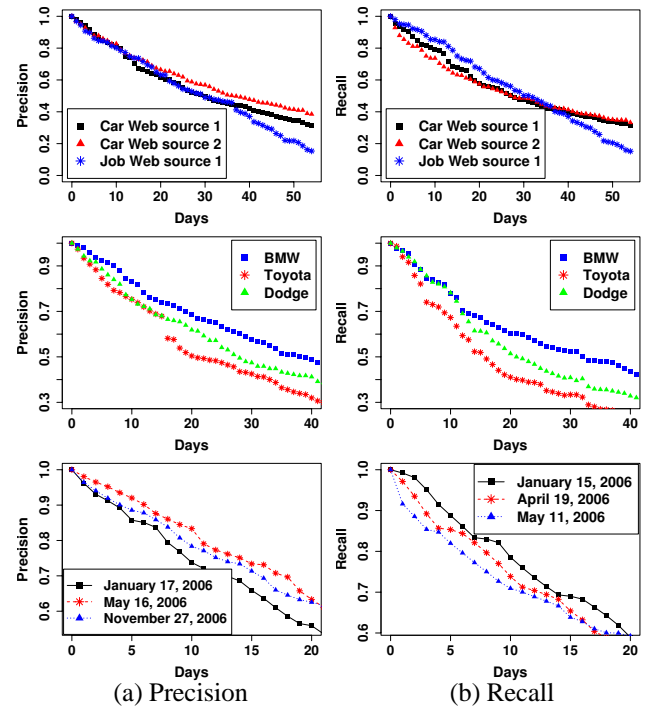 Precision
1.0
0.8
0.6
0.4
0.2
0.0
Car Web source 1
Car Web source 2
Job Web source 1
0 10 20 30 40 50
Days
Recall
1.0
0.8
0.6
0.4
0.2
0.0
Car Web source 1
Car Web source 2
Job Web source 1
0 10 20 30 40 50
Days
Precision
0.9
0.7
0.5
0.3
BMW
Toyota
Dodge
0 10 20 30 40
Days
Recall
0.9
0.7
0.5
0.3
BMW
Toyota
Dodge
0 10 20 30 40
Days
Precision
1.0
0.9
0.8
0.7
0.6
January 17, 2006
May 16, 2006
November 27, 2006
0 5 10 15 20
Days
Recall
1.0
0.9
0.8
0.7
0.6
January 15, 2006
April 19, 2006
May 11, 2006
0 5 10 15 20
Days
(a) Precision
(b) Recall